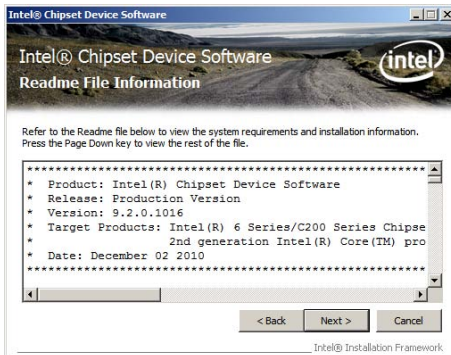 Intel® Chipset Device Software
Intel® Chipset Device Software
Readme File Information
intel
Refer to the Readme file below to view the system requirements and installation information.
Press the Page Down key to view the rest of the file.
******************************************************
*  Product: Intel(R) Chipset Device Software
*  Release: Production Version
*  Version: 9.2.0.1016
*  Target Products: Intel(R) 6 Series/C200 Series Chipse
*                   2nd generation Intel(R) Core(TM) pro
*  Date: December 02 2010
******************************************************
< Back
Next >
Cancel
Intel® Installation Framework